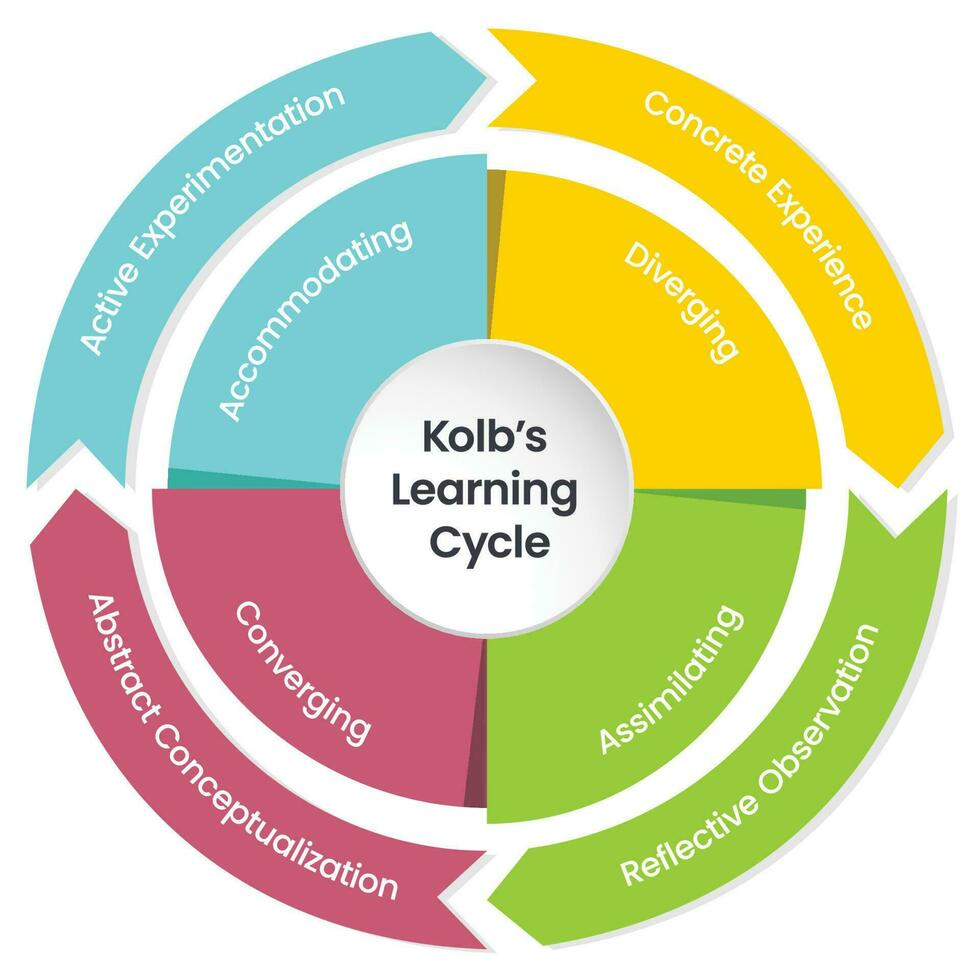 Kolb's
Learning
Cycle
Concrete Experience
Diverging
Reflective Observation
Assimilating
Abstract Conceptualization
Converging
Active Experimentation
Accommodating